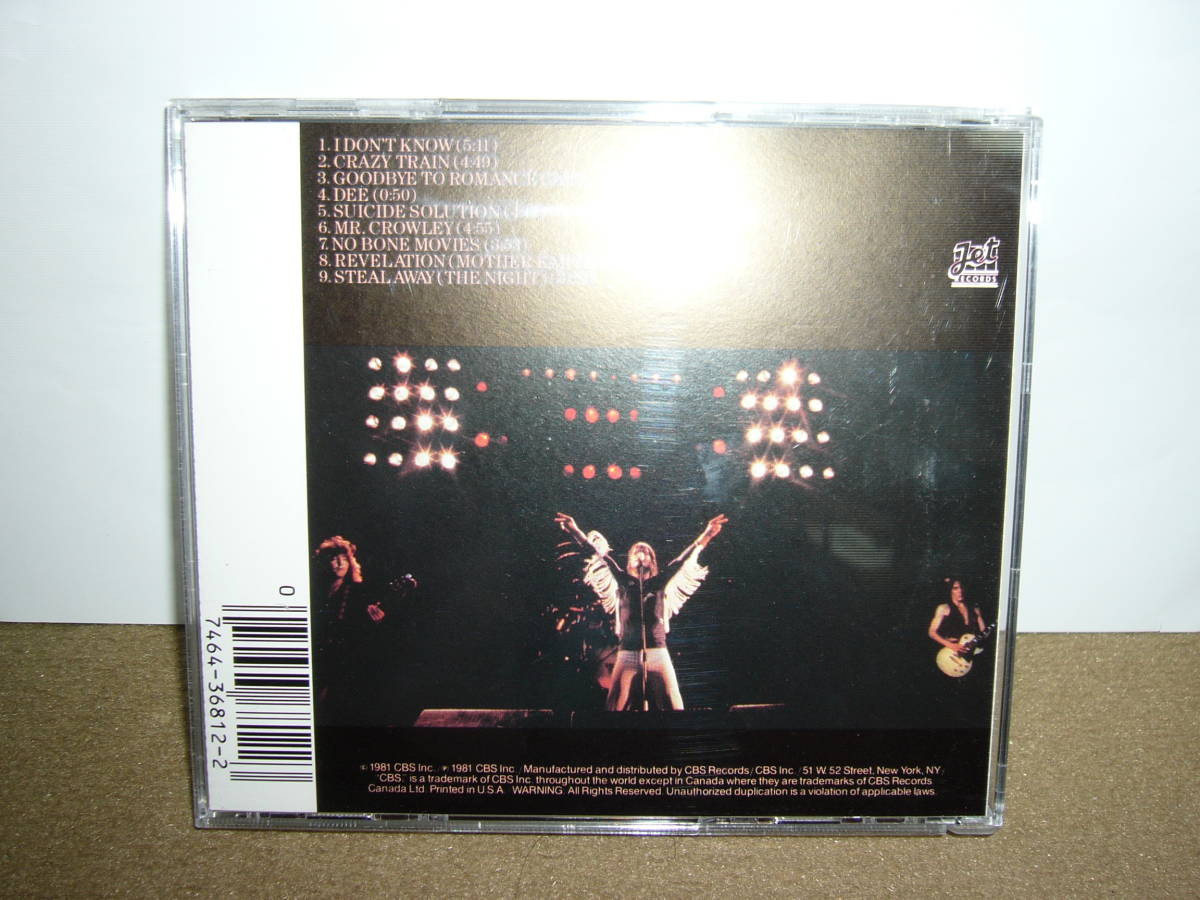 1. I DON'T KNOW (5:11)
2. CRAZY TRAIN (4:49)
3. GOODBYE TO ROMANCE
4. DEE (0:50)
5. SUICIDE SOLUTION
6. MR. CROWLEY (4:55)
7. NO BONE MOVIES
8. REVELATION (MOTHER
9. STEAL AWAY (THE NIGHT)
Jet
RECORDS
0
7464-36812-2
© 1981 CBS Inc. / ℗ 1981 CBS Inc. / Manufactured and distributed by CBS Records / CBS Inc. / 51 W. 52 Street, New York, NY /
"CBS," is a trademark of CBS Inc. throughout the world except in Canada where they are trademarks of CBS Records
Canada Ltd. Printed in U.S.A. WARNING: All Rights Reserved. Unauthorized duplication is a violation of applicable laws.